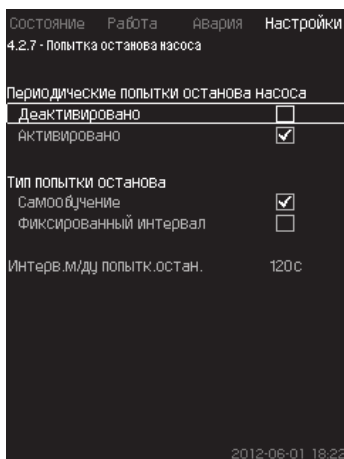 Состояние Работа Авария Настройки
4.2.7 - Попытка останова насоса
Периодические попытки останова насоса
Деактивировано
Активировано
Тип попытки останова
Самообучение
Фиксированный интервал
Интерв.м/ду попытк.остан. 120с
2012-06-01 18:22